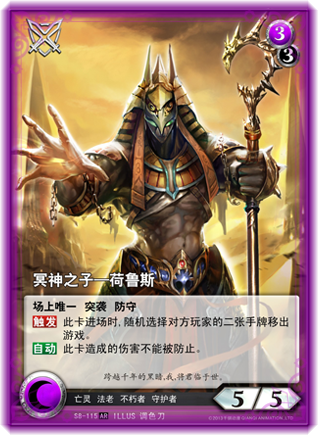 3
3
冥神之子—荷鲁斯
场上唯一 突袭 防守
触发 此卡进场时,随机选择对方玩家的二张手牌移出
游戏。
自动 此卡造成的伤害不能被防止。
跨越千年的黑暗,我,将君临于世。
亡灵 法老 不朽者 守护者
5 / 5
S8-115 AR ILLUS 调色刀